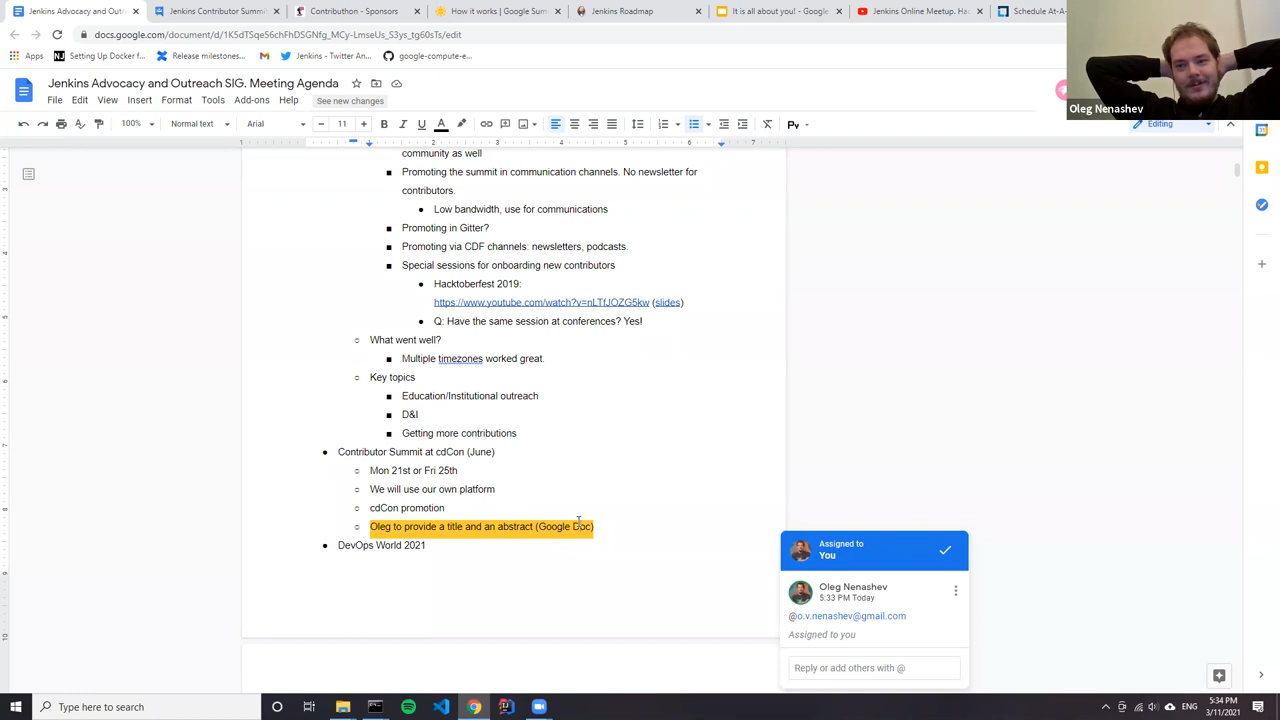 Jenkins Advocacy and Outreach
Jenkins Contributor Summi
Contribution - Sponsors
How it works | Google Sum
Jenkins Roadmap
It is all about you! - Google
Jenkins Online Meetup. Ha
Schedule At-A-
docs.google.com/document/d/1K5dTSqe56chFhDSGNfg_MCy-LmseUs_S3ys_tg60sTs/edit
Apps
Setting Up Docker f...
Release milestones...
Jenkins - Twitter An...
google-compute-e...
Oleg Nenashev
Jenkins Advocacy and Outreach SIG. Meeting Agenda
File Edit View Insert Format Tools Add-ons Help See new changes
100% Normal text Arial 11 Editing
1 1 2 3 4 5 6 7
community as well
Promoting the summit in communication channels. No newsletter for
contributors.
Low bandwidth, use for communications
Promoting in Gitter?
Promoting via CDF channels: newsletters, podcasts.
Special sessions for onboarding new contributors
Hacktoberfest 2019:
https://www.youtube.com/watch?v=nLTfJOZG5kw (slides)
Q: Have the same session at conferences? Yes!
What went well?
Multiple timezones worked great.
Key topics
Education/Institutional outreach
D&I
Getting more contributions
Contributor Summit at cdCon (June)
Mon 21st or Fri 25th
We will use our own platform
cdCon promotion
Oleg to provide a title and an abstract (Google Doc)
DevOps World 2021
Assigned to
You
Oleg Nenashev
5:33 PM Today
@o.v.nenashev@gmail.com
Assigned to you
Reply or add others with @
Type here to search
ENG
5:34 PM
3/11/2021